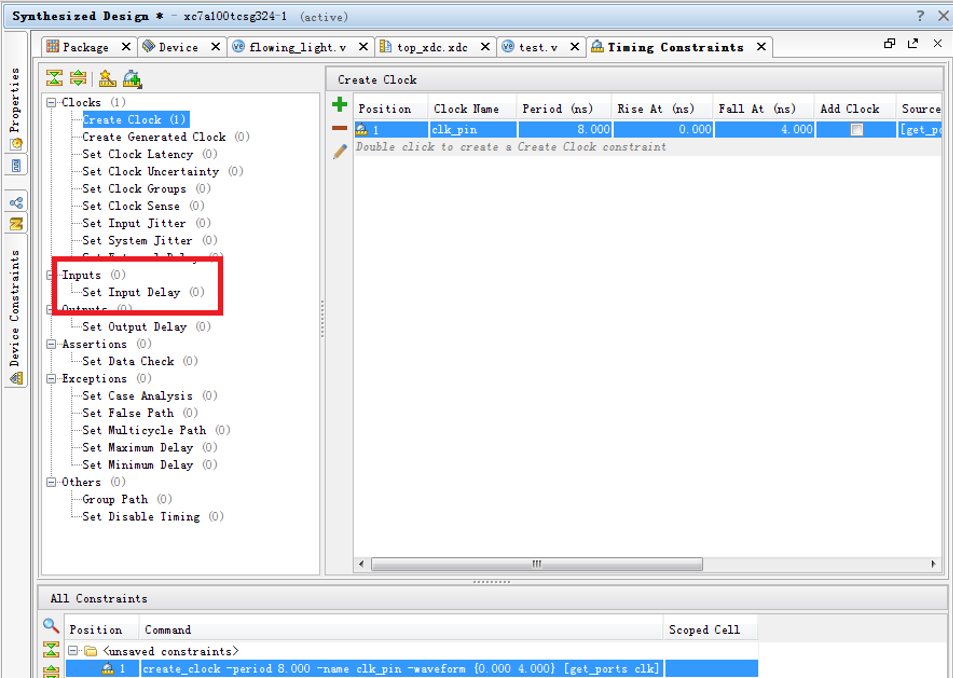 Synthesized Design * - xc7a100tcsg324-1 (active)
Package
Device
flowing_light.v
top_xdc.xdc
test.v
Timing Constraints
Properties
Device Constraints
Clocks (1)
Create Clock (1)
Create Generated Clock (0)
Set Clock Latency (0)
Set Clock Uncertainty (0)
Set Clock Groups (0)
Set Clock Sense (0)
Set Input Jitter (0)
Set System Jitter (0)
Set External Delay (0)
Inputs (0)
Set Input Delay (0)
Outputs (0)
Set Output Delay (0)
Assertions (0)
Set Data Check (0)
Exceptions (0)
Set Case Analysis (0)
Set False Path (0)
Set Multicycle Path (0)
Set Maximum Delay (0)
Set Minimum Delay (0)
Others (0)
Group Path (0)
Set Disable Timing (0)
Create Clock
Position Clock Name Period (ns) Rise At (ns) Fall At (ns) Add Clock Source
1 clk_pin 8.000 0.000 4.000 [get_po
Double click to create a Create Clock constraint
All Constraints
Position Command Scoped Cell
<unsaved constraints>
1 create_clock -period 8.000 -name clk_pin -waveform {0.000 4.000} [get_ports clk]